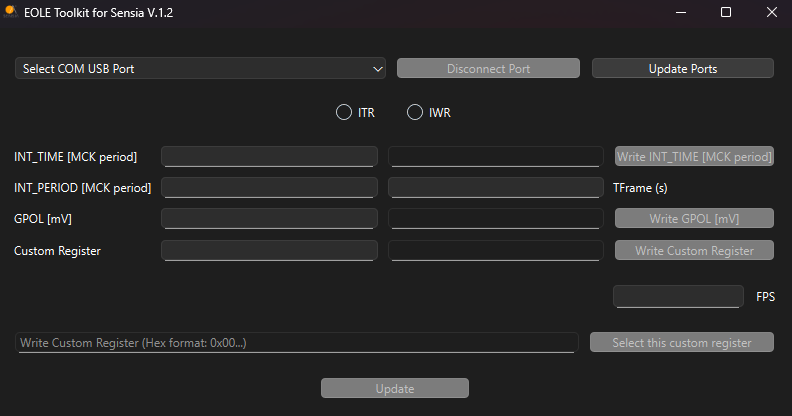 EOLE Toolkit for Sensia V.1.2
Select COM USB Port
Disconnect Port
Update Ports
ITR
IWR
INT_TIME [MCK period]
Write INT_TIME [MCK period]
INT_PERIOD [MCK period]
TFrame (s)
GPOL [mV]
Write GPOL [mV]
Custom Register
Write Custom Register
FPS
Write Custom Register (Hex format: 0x00...)
Select this custom register
Update